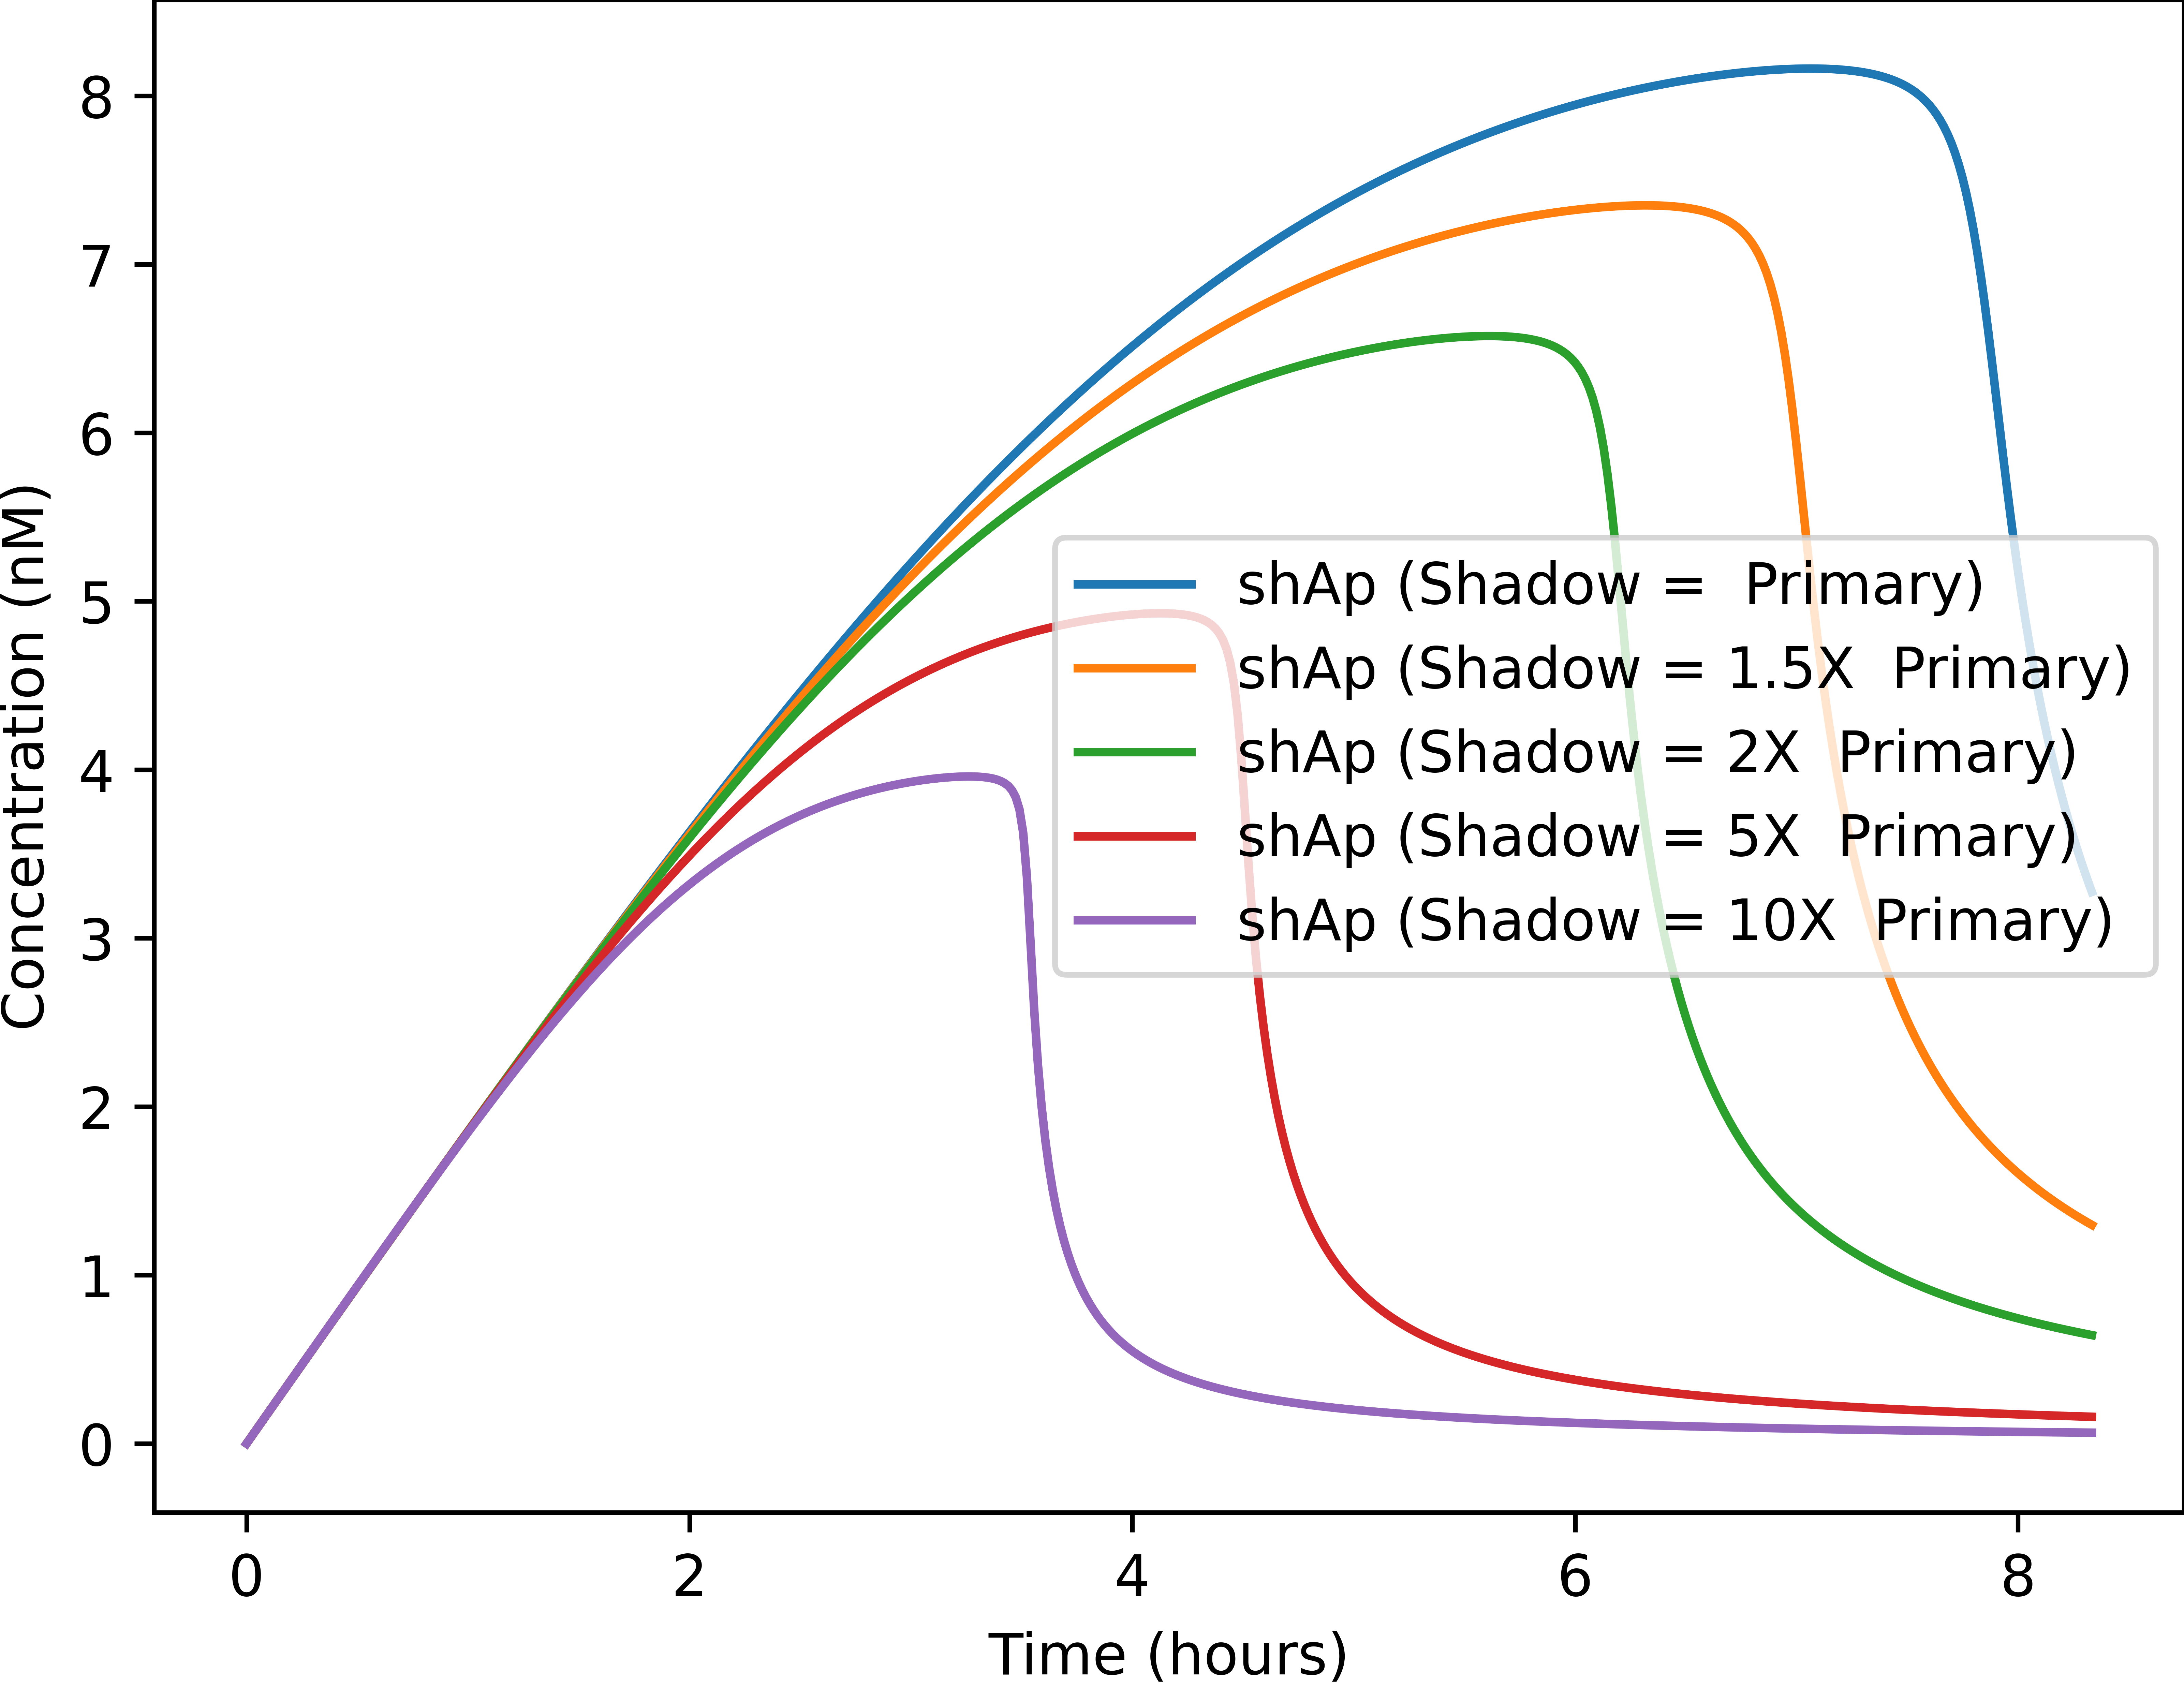 8
7
6
5
4
3
2
1
0
Concentration (nM)
shAp (Shadow = Primary)
shAp (Shadow = 1.5X Primary)
shAp (Shadow = 2X Primary)
shAp (Shadow = 5X Primary)
shAp (Shadow = 10X Primary)
0 2 4 6 8
Time (hours)